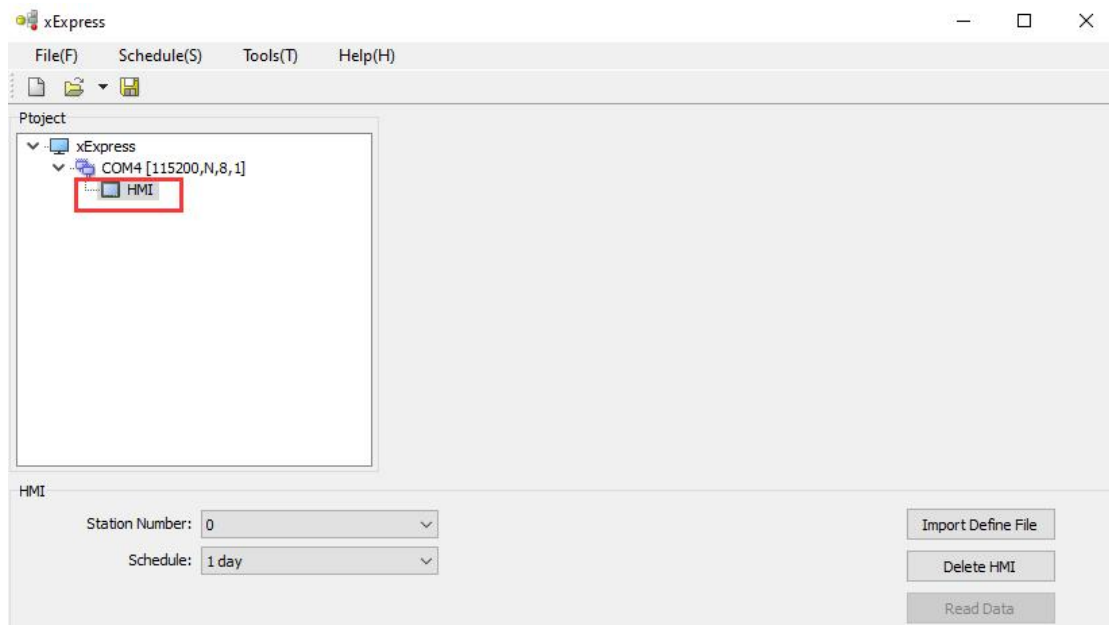 xExpress
File(F) Schedule(S) Tools(T) Help(H)
Ptoject
xExpress
COM4 [115200,N,8,1]
HMI
HMI
Station Number: 0
Import Define File
Schedule: 1 day
Delete HMI
Read Data